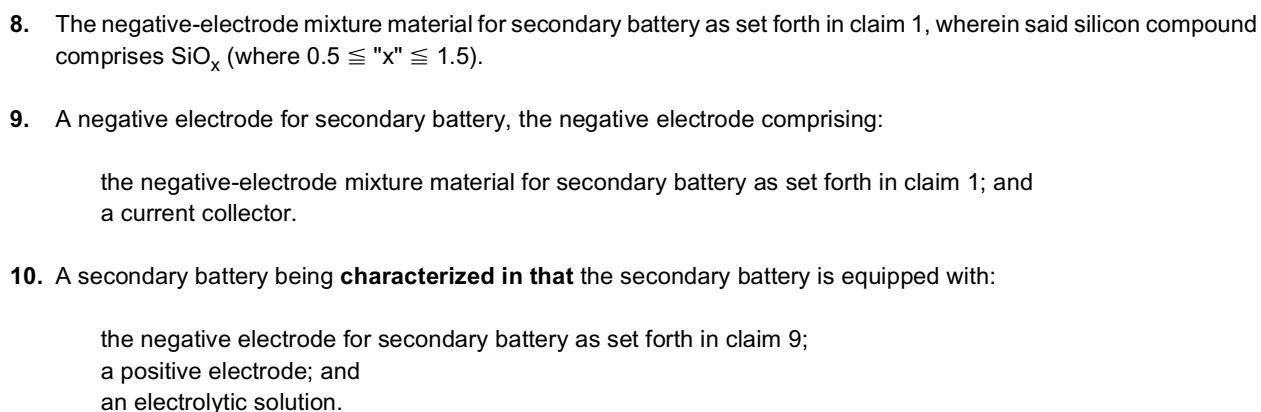 8. The negative-electrode mixture material for secondary battery as set forth in claim 1, wherein said silicon compound
comprises SiOₓ (where 0.5 ≦ "x" ≦ 1.5).
9. A negative electrode for secondary battery, the negative electrode comprising:
the negative-electrode mixture material for secondary battery as set forth in claim 1; and
a current collector.
10. A secondary battery being characterized in that the secondary battery is equipped with:
the negative electrode for secondary battery as set forth in claim 9;
a positive electrode; and
an electrolytic solution.